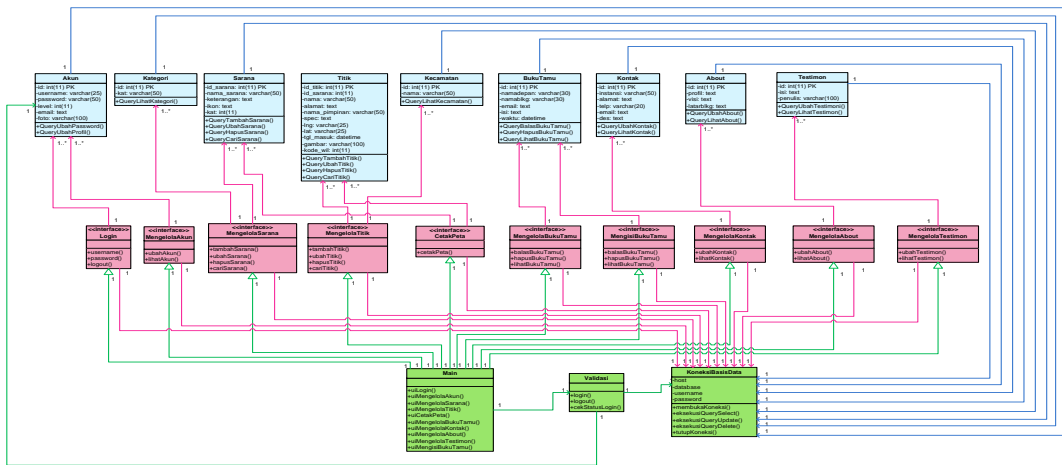 Akun
-id: int(11) PK
-username: varchar(25)
-password: varchar(50)
-level: int(11)
-email: text
-foto: varchar(100)
+QueryUbahPassword()
+QueryUbahProfil()
Kategori
-id: int(11) PK
-kat: varchar(50)
+QueryLihatKategori()
Sarana
-id_sarana: int(11) PK
-nama_sarana: varchar(50)
-keterangan: text
-ikon: text
-kat: int(11)
+QueryTambahSarana()
+QueryUbahSarana()
+QueryHapusSarana()
+QueryCariSarana()
Titik
-id_titik: int(11) PK
-id_sarana: int(11)
-nama: varchar(50)
-alamat: text
-nama_pimpinan: varchar(50)
-spec: text
-lng: varchar(25)
-lat: varchar(25)
-tgl_masuk: datetime
-gambar: varchar(100)
-kode_wil: int(11)
+QueryTambahTitik()
+QueryUbahTitik()
+QueryHapusTitik()
+QueryCariTitik()
Kecamatan
-id: int(11) PK
-nama: varchar(50)
+QueryLihatKecamatan()
BukuTamu
-id: int(11) PK
-namadepan: varchar(30)
-namablkg: varchar(30)
-email: text
-isi: text
-waktu: datetime
+QueryBalasBukuTamu()
+QueryHapusBukuTamu()
+QueryLihatBukuTamu()
Kontak
-id: int(11) PK
-instansi: varchar(50)
-alamat: text
-telp: varchar(20)
-email: text
-des: text
+QueryUbahKontak()
+QueryLihatKontak()
About
-id: int(11) PK
-profil: text
-visi: text
-latarblkg: text
+QueryUbahAbout()
+QueryLihatAbout()
Testimon
-id: int(11) PK
-isi: text
-penulis: varchar(100)
+QueryUbahTestimoni()
+QueryLihatTestimoni()
<<interface>>
Login
+username()
+password()
+logout()
<<interface>>
MengelolaAkun
+ubahAkun()
+lihatAkun()
<<interface>>
MengelolaSarana
+tambahSarana()
+ubahSarana()
+hapusSarana()
+cariSarana()
<<interface>>
MengelolaTitik
+tambahTitik()
+ubahTitik()
+hapusTitik()
+cariTitik()
<<interface>>
CetakPeta
+cetakPeta()
<<interface>>
MengelolaBukuTamu
+balasBukuTamu()
+hapusBukuTamu()
+lihatBukuTamu()
<<interface>>
MengisiBukuTamu
+balasBukuTamu()
+hapusBukuTamu()
+lihatBukuTamu()
<<interface>>
MengelolaKontak
+ubahKontak()
+lihatKontak()
<<interface>>
MengelolaAbout
+ubahAbout()
+lihatAbout()
<<interface>>
MengelolaTestimon
+ubahTestimon()
+lihatTestimon()
Main
+uiLogin()
+uiMengelolaAkun()
+uiMengelolaSarana()
+uiMengelolaTitik()
+uiCetakPeta()
+uiMengelolaBukuTamu()
+uiMengelolaKontak()
+uiMengelolaAbout()
+uiMengelolaTestimon()
+uiMengisiBukuTamu()
Validasi
+login()
+logout()
+cekStatusLogin()
KoneksiBasisData
-host
-database
-username
-password
+membukaKoneksi()
+eksekusiQuerySelect()
+eksekusiQueryUpdate()
+eksekusiQueryDelete()
+tutupKoneksi()